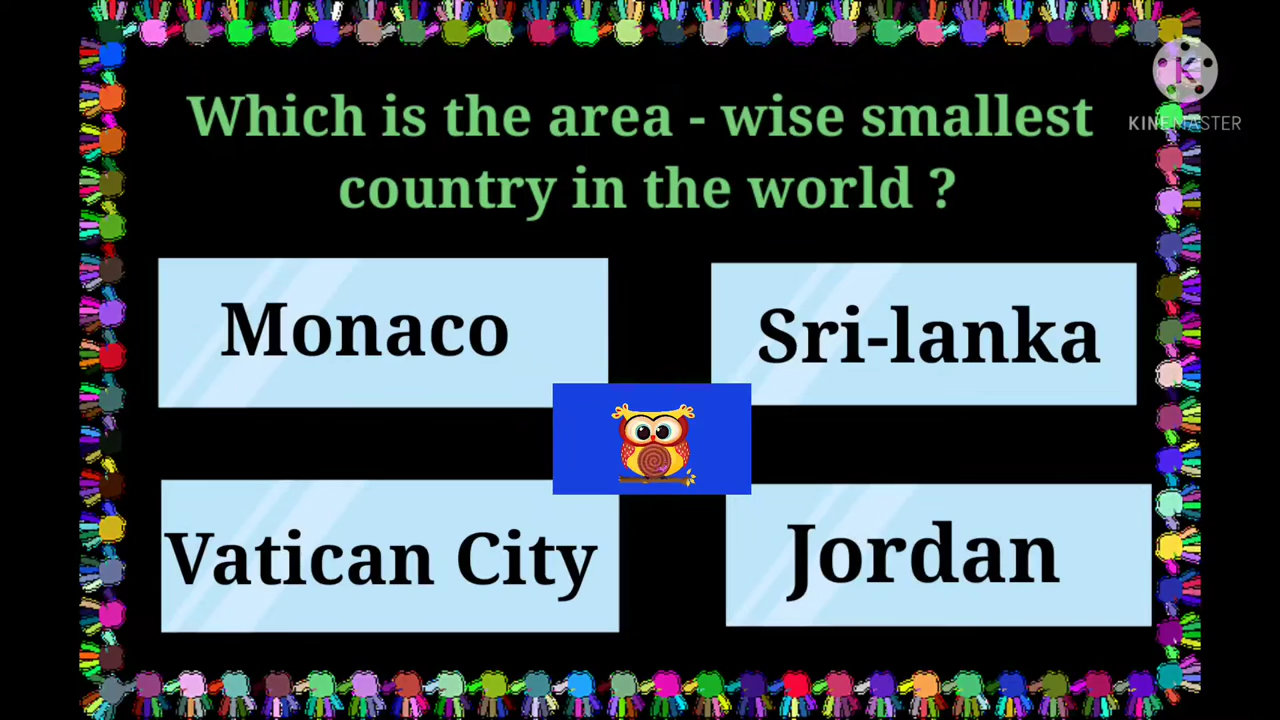 Which is the area - wise smallest
country in the world ?
KINEMASTER
Monaco
Sri-lanka
Vatican City
Jordan